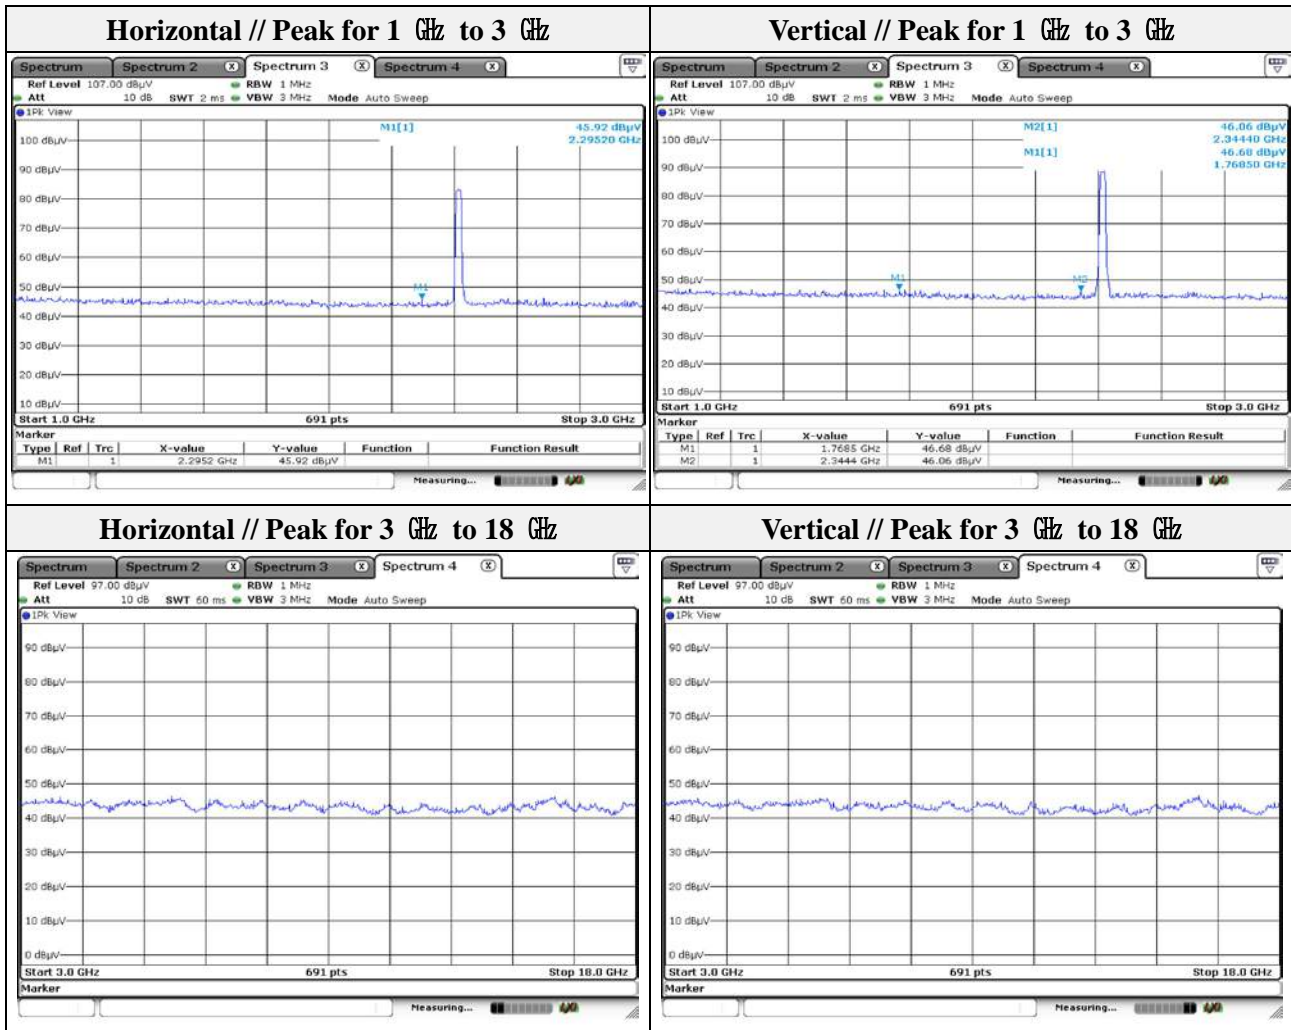 Horizontal // Peak for 1 ㎓ to 3 ㎓
Spectrum Spectrum 2 X Spectrum 3 X Spectrum 4 X
Ref Level 107.00 dBµV RBW 1 MHz
Att 10 dB SWT 2 ms VBW 3 MHz Mode Auto Sweep
1Pk View
M1[1] 45.92 dBµV
2.29520 GHz
100 dBµV
90 dBµV
80 dBµV
70 dBµV
60 dBµV
50 dBµV
M1
40 dBµV
30 dBµV
20 dBµV
10 dBµV
Start 1.0 GHz 691 pts Stop 3.0 GHz
Marker
Type Ref Trc X-value Y-value Function Function Result
M1 1 2.2952 GHz 45.92 dBµV
Measuring...
Vertical // Peak for 1 ㎓ to 3 ㎓
Spectrum Spectrum 2 X Spectrum 3 X Spectrum 4 X
Ref Level 107.00 dBµV RBW 1 MHz
Att 10 dB SWT 2 ms VBW 3 MHz Mode Auto Sweep
1Pk View
M2[1] 46.06 dBµV
2.34440 GHz
M1[1] 46.68 dBµV
1.76850 GHz
100 dBµV
90 dBµV
80 dBµV
70 dBµV
60 dBµV
50 dBµV
M1 M2
40 dBµV
30 dBµV
20 dBµV
10 dBµV
Start 1.0 GHz 691 pts Stop 3.0 GHz
Marker
Type Ref Trc X-value Y-value Function Function Result
M1 1 1.7685 GHz 46.68 dBµV
M2 1 2.3444 GHz 46.06 dBµV
Measuring...
Horizontal // Peak for 3 ㎓ to 18 ㎓
Spectrum Spectrum 2 X Spectrum 3 X Spectrum 4 X
Ref Level 97.00 dBµV RBW 1 MHz
Att 10 dB SWT 60 ms VBW 3 MHz Mode Auto Sweep
1Pk View
90 dBµV
80 dBµV
70 dBµV
60 dBµV
50 dBµV
40 dBµV
30 dBµV
20 dBµV
10 dBµV
0 dBµV
Start 3.0 GHz 691 pts Stop 18.0 GHz
Marker
Measuring...
Vertical // Peak for 3 ㎓ to 18 ㎓
Spectrum Spectrum 2 X Spectrum 3 X Spectrum 4 X
Ref Level 97.00 dBµV RBW 1 MHz
Att 10 dB SWT 60 ms VBW 3 MHz Mode Auto Sweep
1Pk View
90 dBµV
80 dBµV
70 dBµV
60 dBµV
50 dBµV
40 dBµV
30 dBµV
20 dBµV
10 dBµV
0 dBµV
Start 3.0 GHz 691 pts Stop 18.0 GHz
Marker
Measuring...